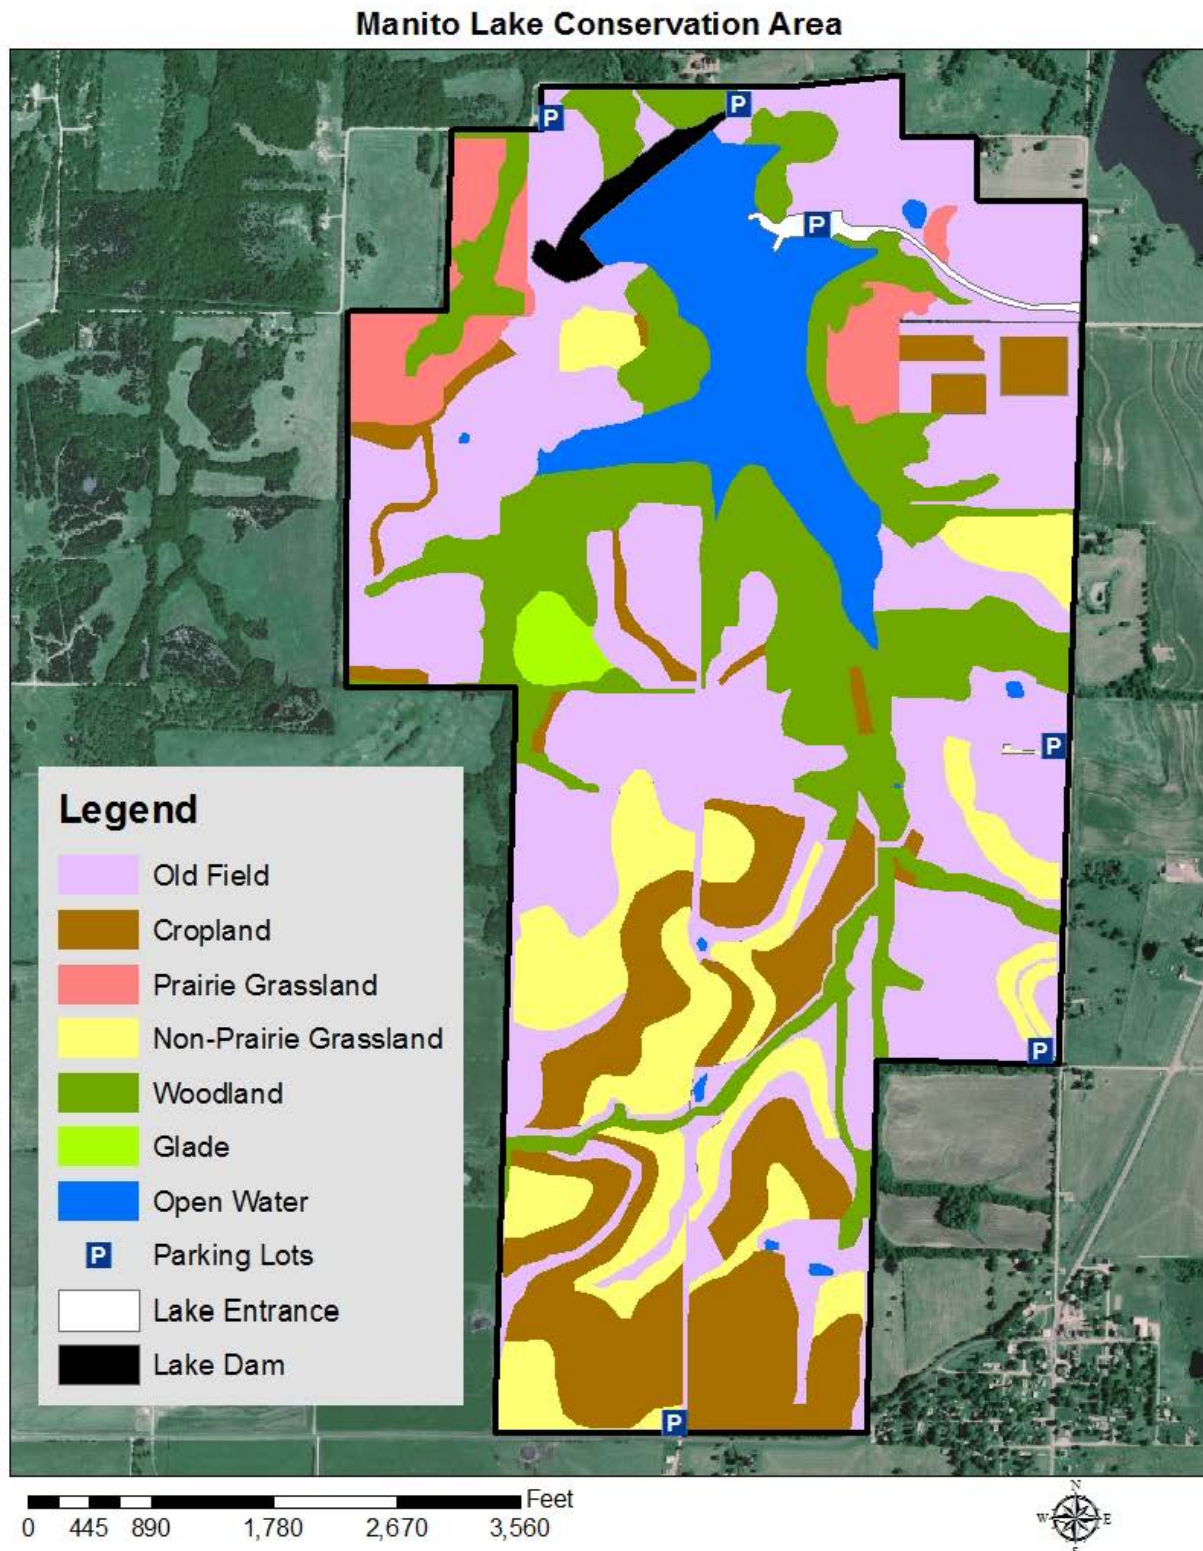 Manito Lake Conservation Area
P
P
P
P
P
P
Legend
Old Field
Cropland
Prairie Grassland
Non-Prairie Grassland
Woodland
Glade
Open Water
P Parking Lots
Lake Entrance
Lake Dam
Feet
0 445 890 1,780 2,670 3,560
N
W E
S